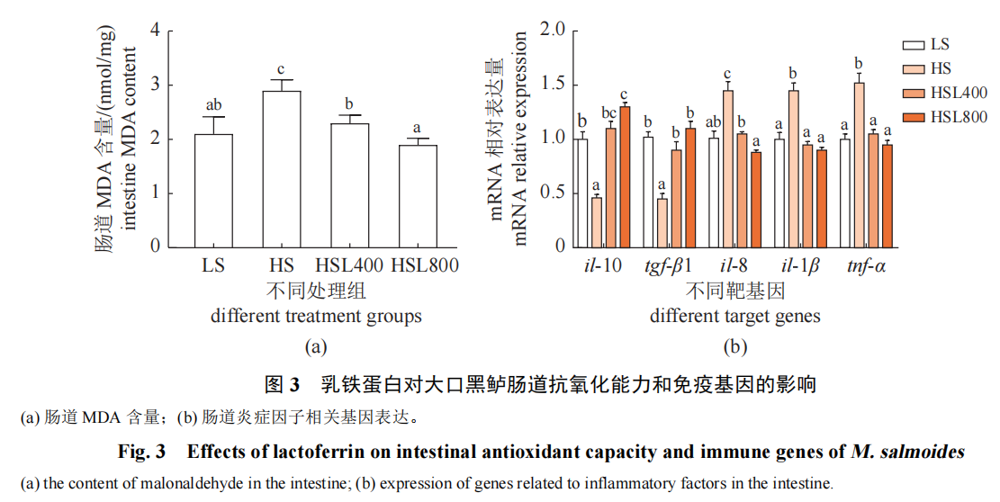 4
3
2
1
0
肠道 MDA 含量/(nmol/mg)
intestine MDA content
ab
c
b
a
LS
HS
HSL400
HSL800
不同处理组
different treatment groups
(a)
2.0
1.5
1.0
0.5
0
mRNA 相对表达量
mRNA relative expression
LS
HS
HSL400
HSL800
b
a
bc
c
b
a
b
b
ab
b
a
a
a
b
a
a
a
b
a
a
il-10
tgf-β1
il-8
il-1β
tnf-α
不同靶基因
different target genes
(b)
图 3 乳铁蛋白对大口黑鲈肠道抗氧化能力和免疫基因的影响
(a) 肠道 MDA 含量；(b) 肠道炎症因子相关基因表达。
Fig. 3 Effects of lactoferrin on intestinal antioxidant capacity and immune genes of M. salmoides
(a) the content of malonaldehyde in the intestine; (b) expression of genes related to inflammatory factors in the intestine.